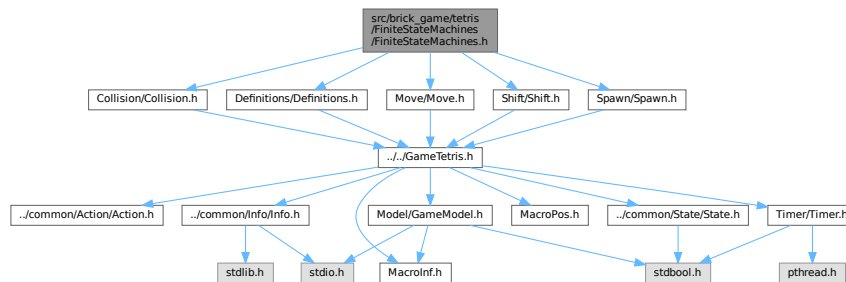 src/brick_game/tetris
/FiniteStateMachines
/FiniteStateMachines.h
Collision/Collision.h
Definitions/Definitions.h
Move/Move.h
Shift/Shift.h
Spawn/Spawn.h
../../GameTetris.h
../common/Action/Action.h
../common/Info/Info.h
Model/GameModel.h
MacroPos.h
../common/State/State.h
Timer/Timer.h
stdlib.h
stdio.h
MacroInf.h
stdbool.h
pthread.h